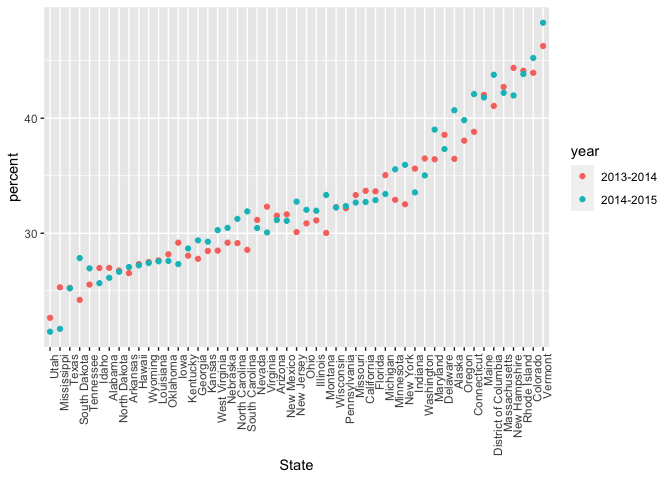 percent
40
30
year
2013-2014
2014-2015
Utah
Mississippi
Texas
South Dakota
Tennessee
Idaho
Alabama
North Dakota
Arkansas
Hawaii
Wyoming
Louisiana
Oklahoma
Iowa
Kentucky
Georgia
Kansas
West Virginia
Nebraska
North Carolina
South Carolina
Nevada
Virginia
Arizona
New Mexico
New Jersey
Ohio
Illinois
Montana
Wisconsin
Pennsylvania
Missouri
California
Florida
Michigan
Minnesota
New York
Indiana
Washington
Maryland
Delaware
Alaska
Oregon
Connecticut
Maine
District of Columbia
Massachusetts
New Hampshire
Rhode Island
Colorado
Vermont
State